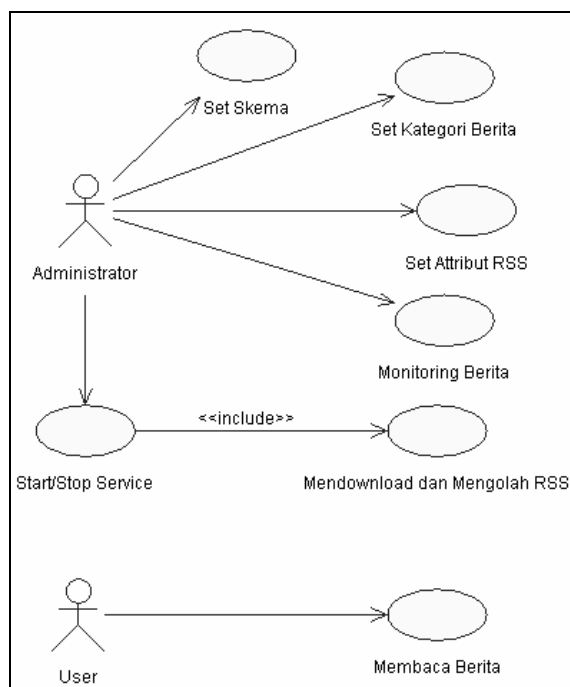 Set Skema
Set Kategori Berita
Set Attribut RSS
Administrator
Monitoring Berita
<<include>>
Start/Stop Service
Mendownload dan Mengolah RSS
User
Membaca Berita